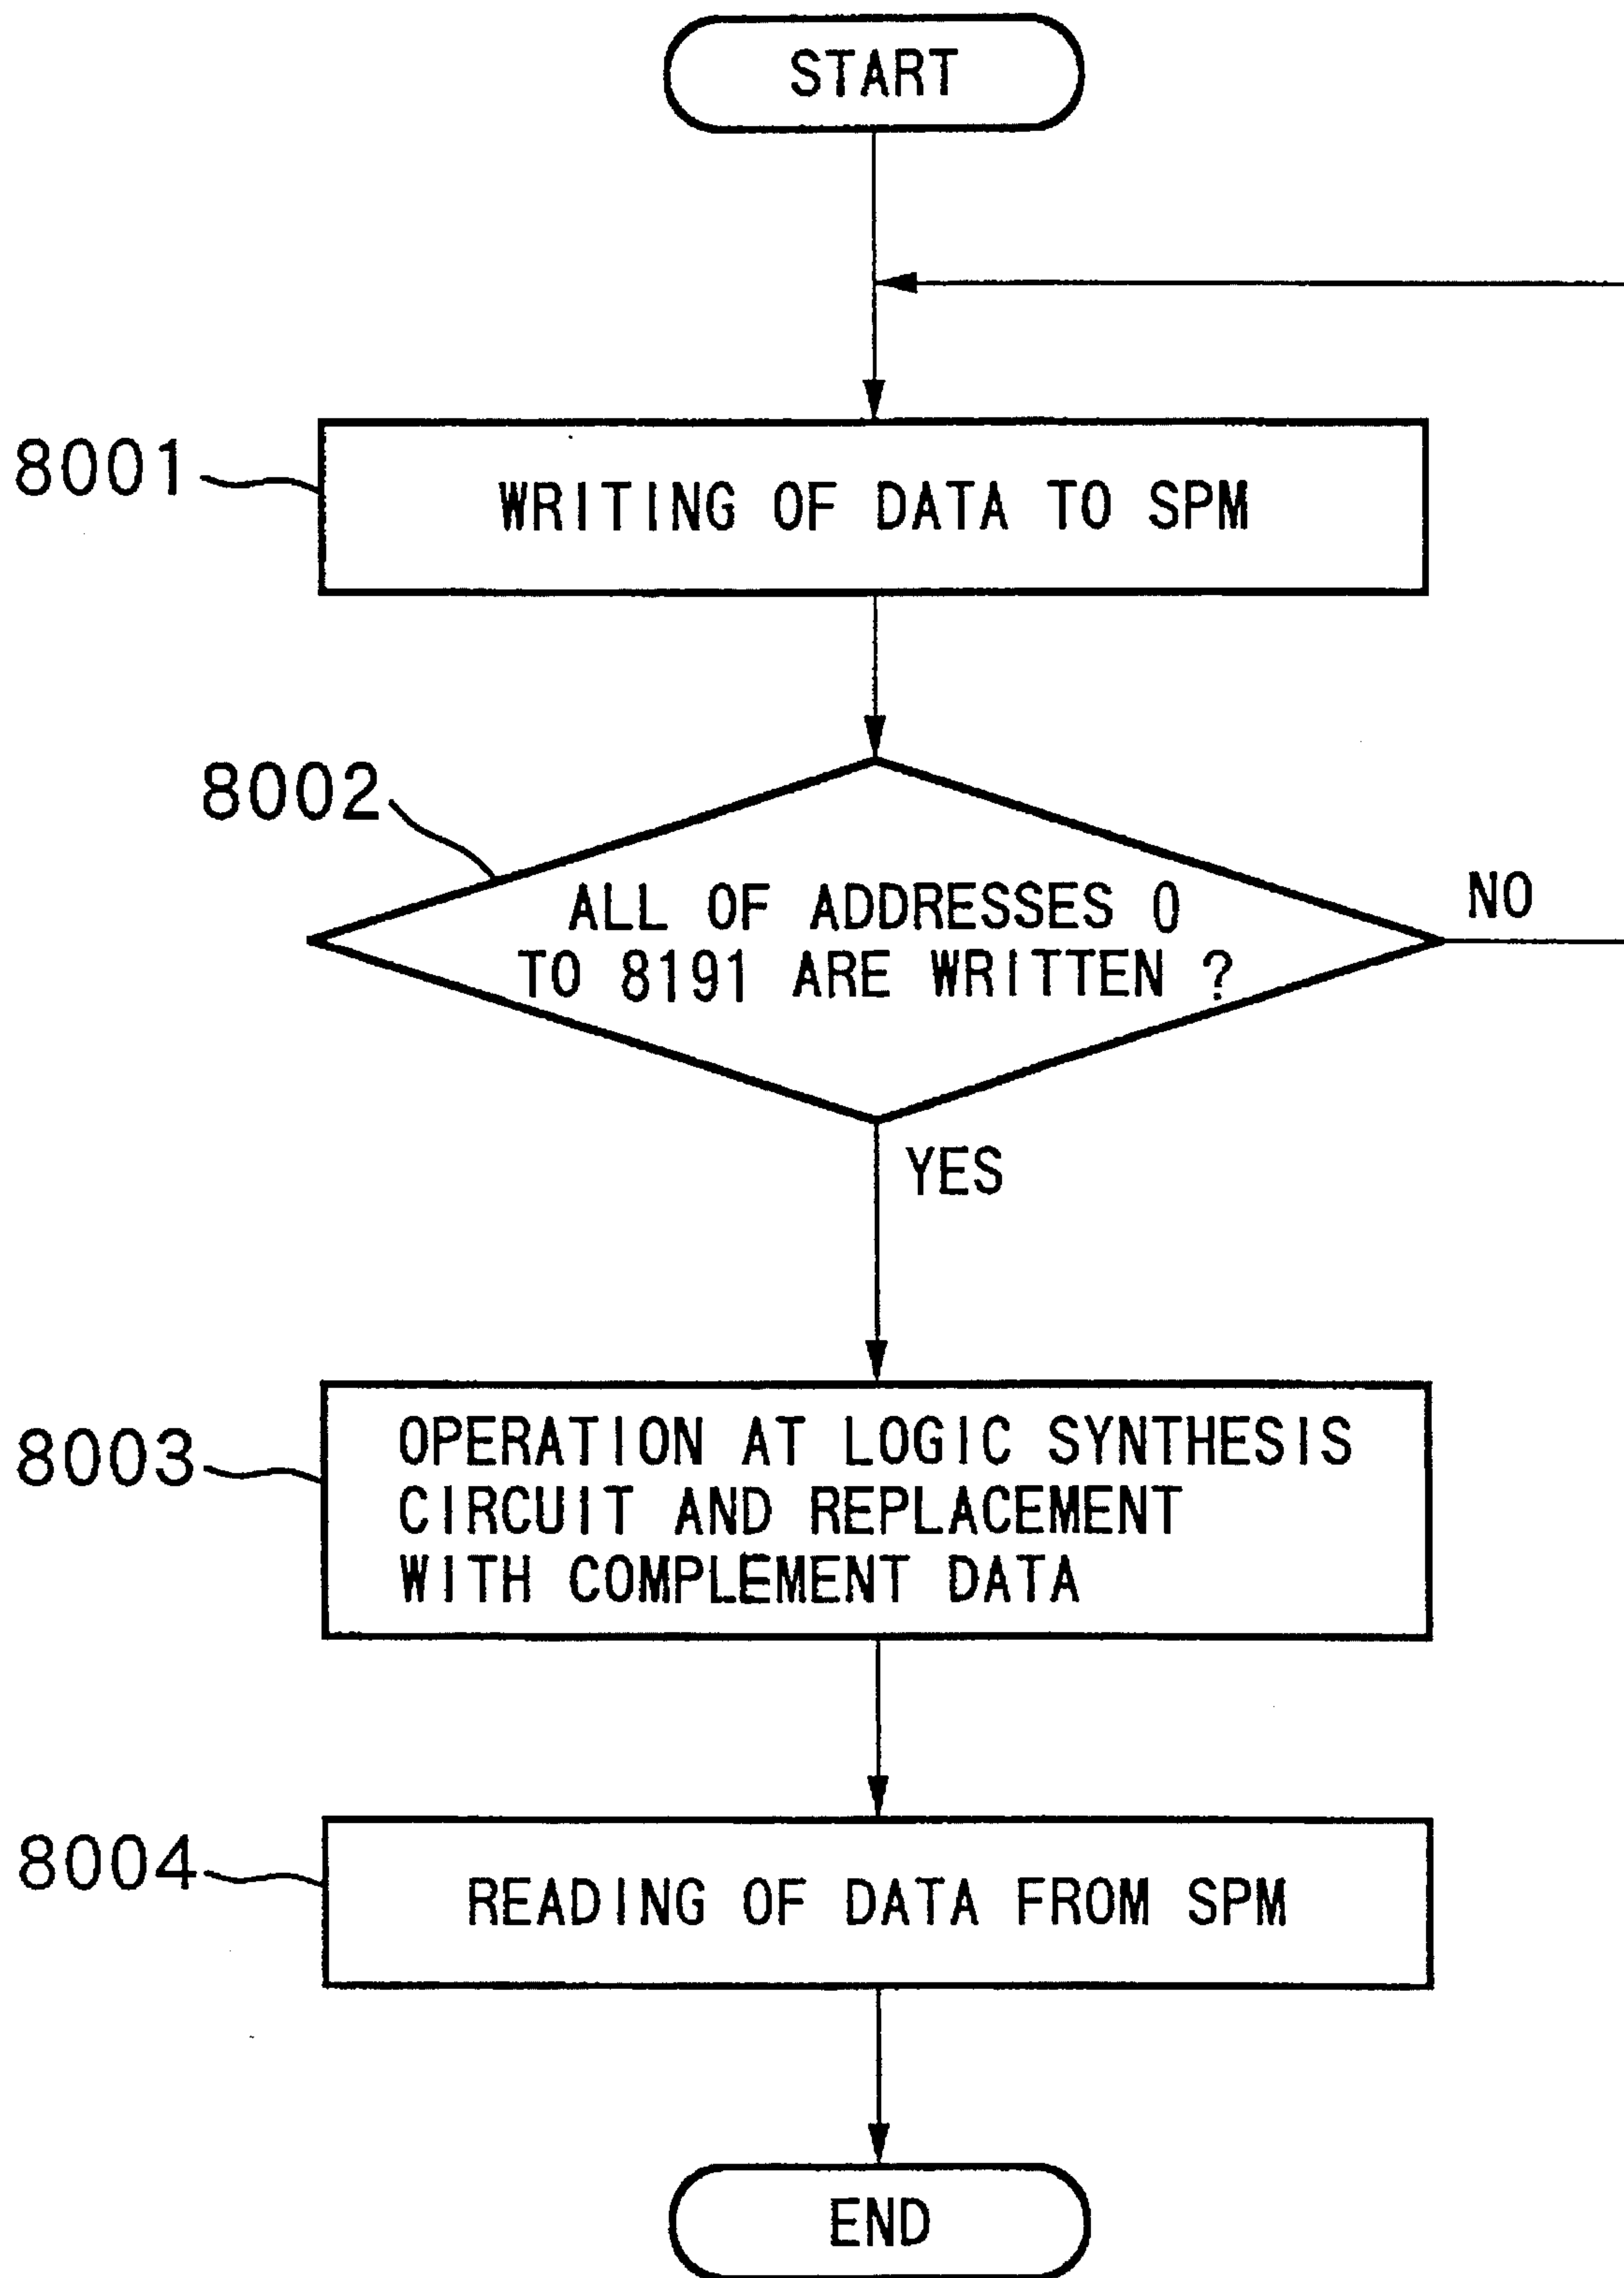 START
8001
WRITING OF DATA TO SPM
8002
ALL OF ADDRESSES 0
TO 8191 ARE WRITTEN ?
NO
YES
8003
OPERATION AT LOGIC SYNTHESIS
CIRCUIT AND REPLACEMENT
WITH COMPLEMENT DATA
8004
READING OF DATA FROM SPM
END